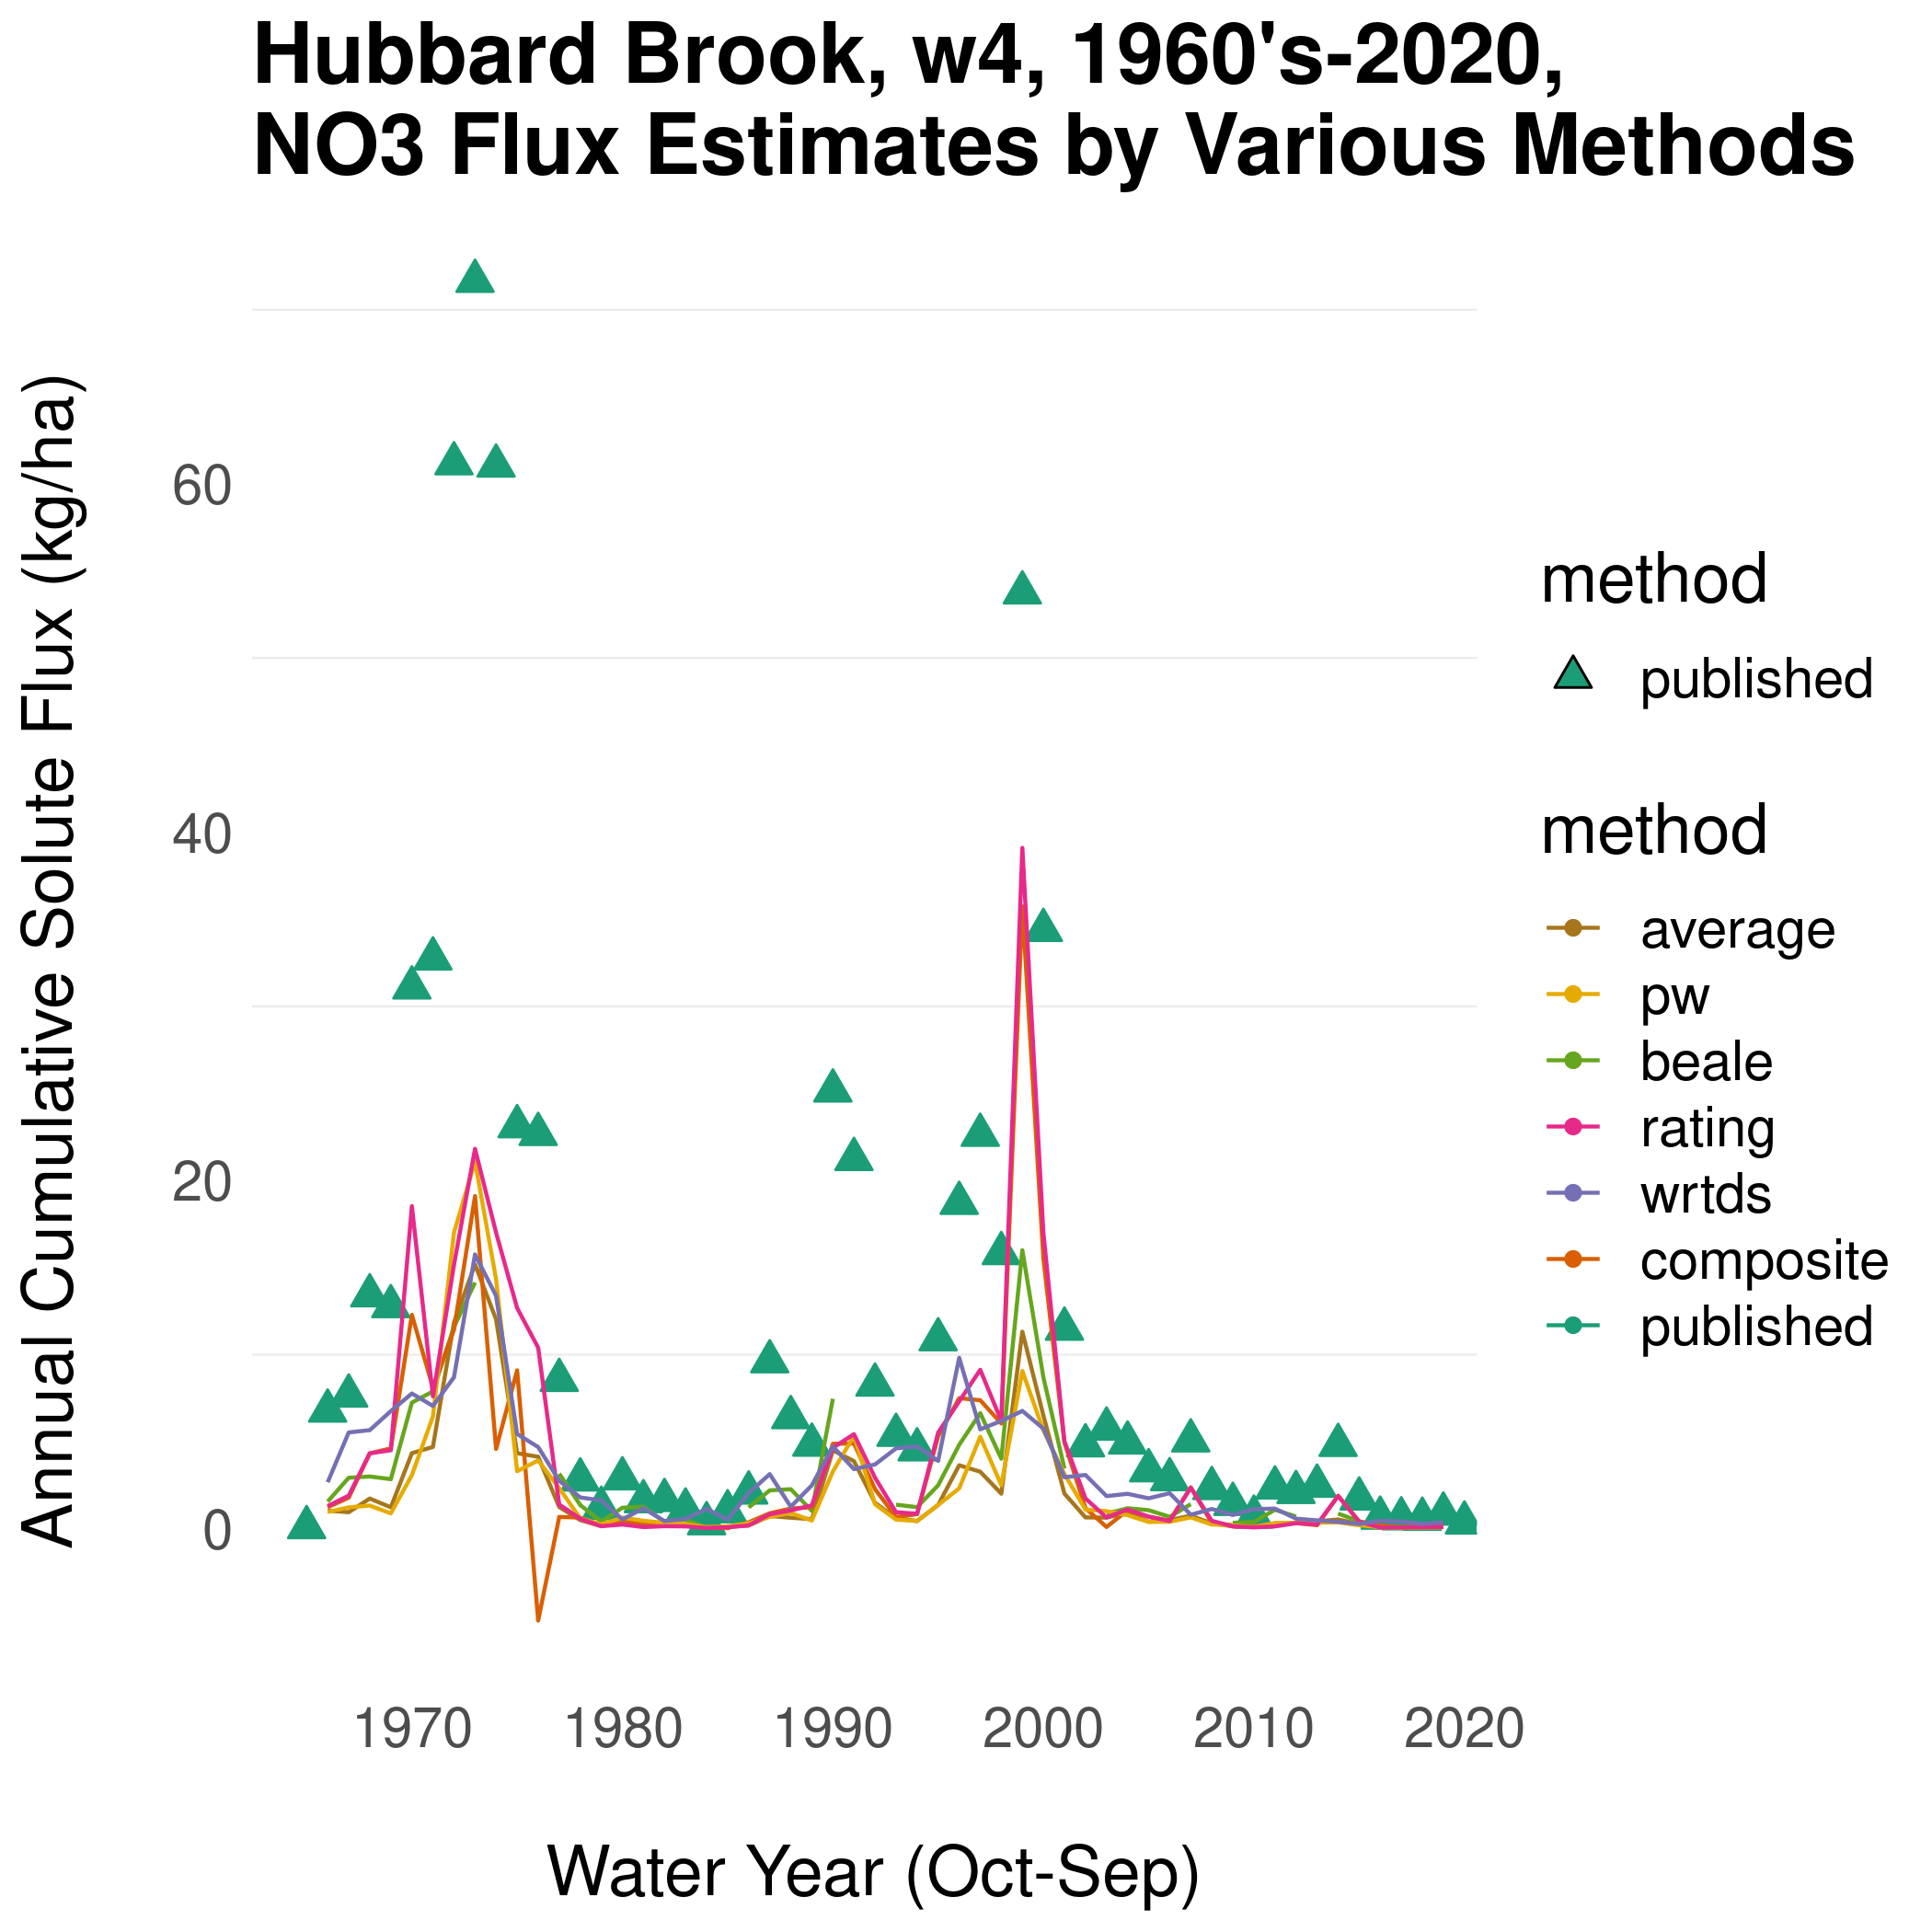 Hubbard Brook, w4, 1960's-2020,
NO3 Flux Estimates by Various Methods
Annual Cumulative Solute Flux (kg/ha)
60
40
20
0
1970 1980 1990 2000 2010 2020
Water Year (Oct-Sep)
method
published
method
average
pw
beale
rating
wrtds
composite
published